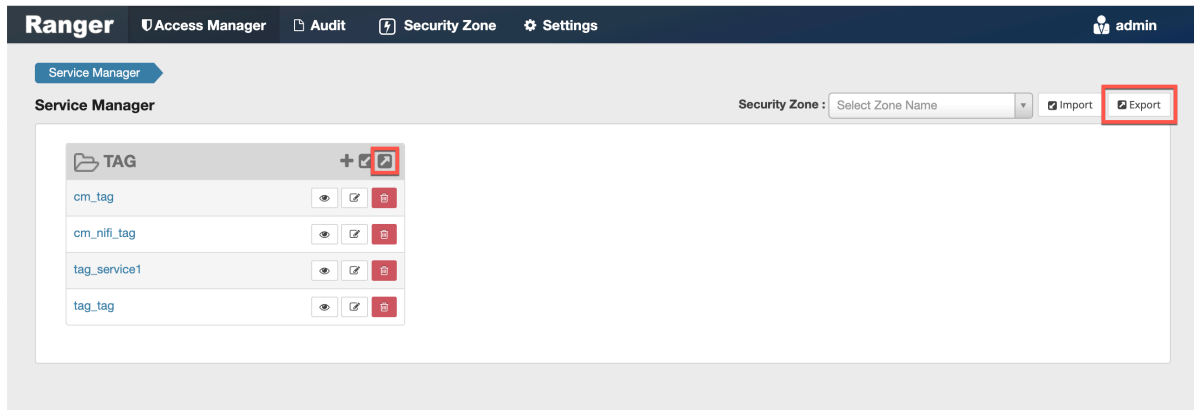 Ranger Access Manager Audit Security Zone Settings admin
Service Manager
Service Manager Security Zone : Select Zone Name Import Export
TAG
cm_tag
cm_nifi_tag
tag_service1
tag_tag